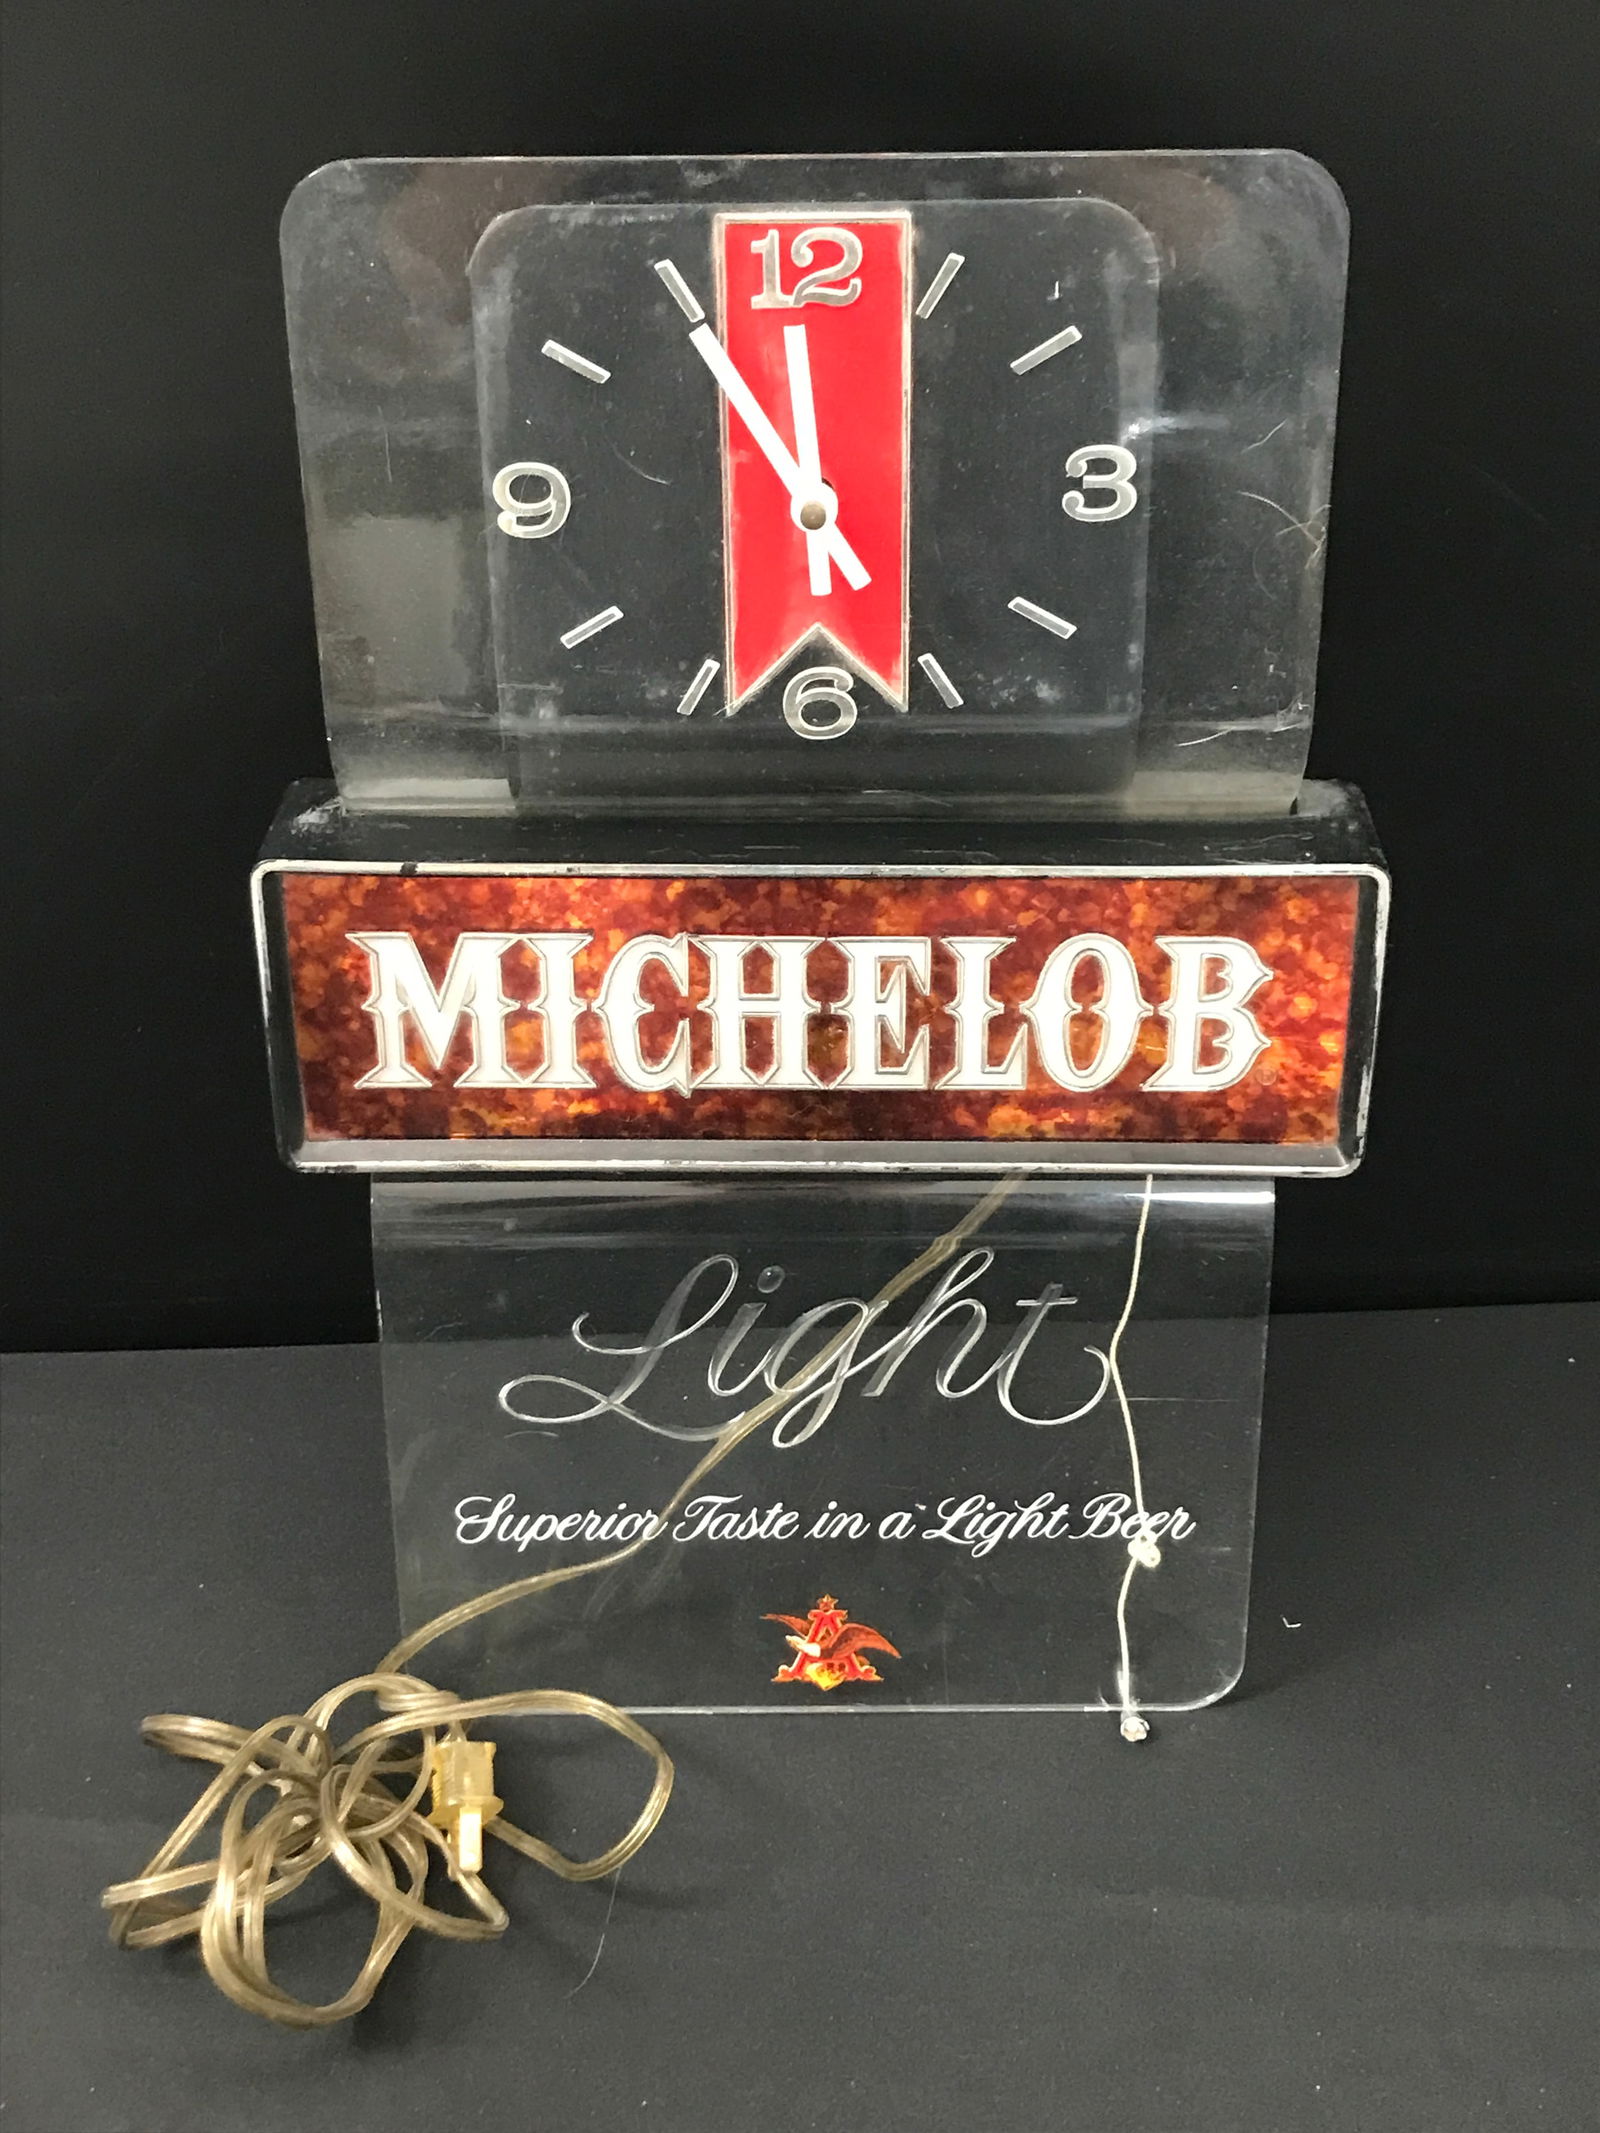 12
9 3
6
MICHELOB ®
Light
Superior Taste in a Light Beer
A